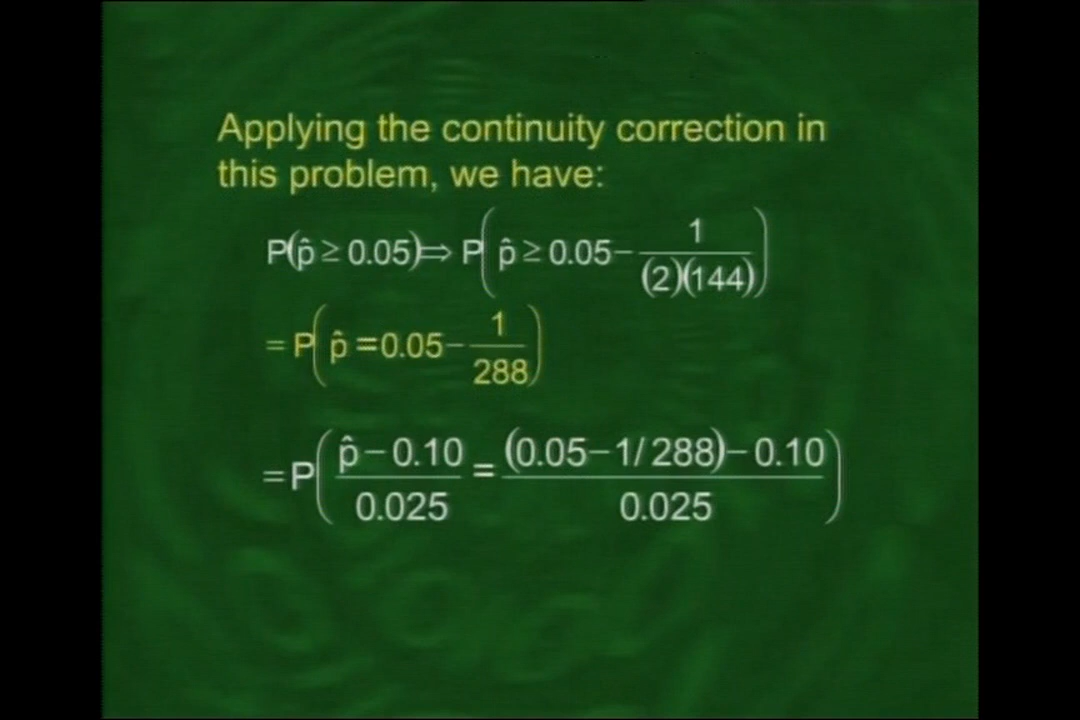 Applying the continuity correction in
this problem, we have:
P(p̂ ≥ 0.05) ⇒ P(p̂ ≥ 0.05 − 1/(2)(144))
= P(p̂ = 0.05 − 1/288)
= P((p̂ − 0.10)/0.025 = ((0.05 − 1/288) − 0.10)/0.025)